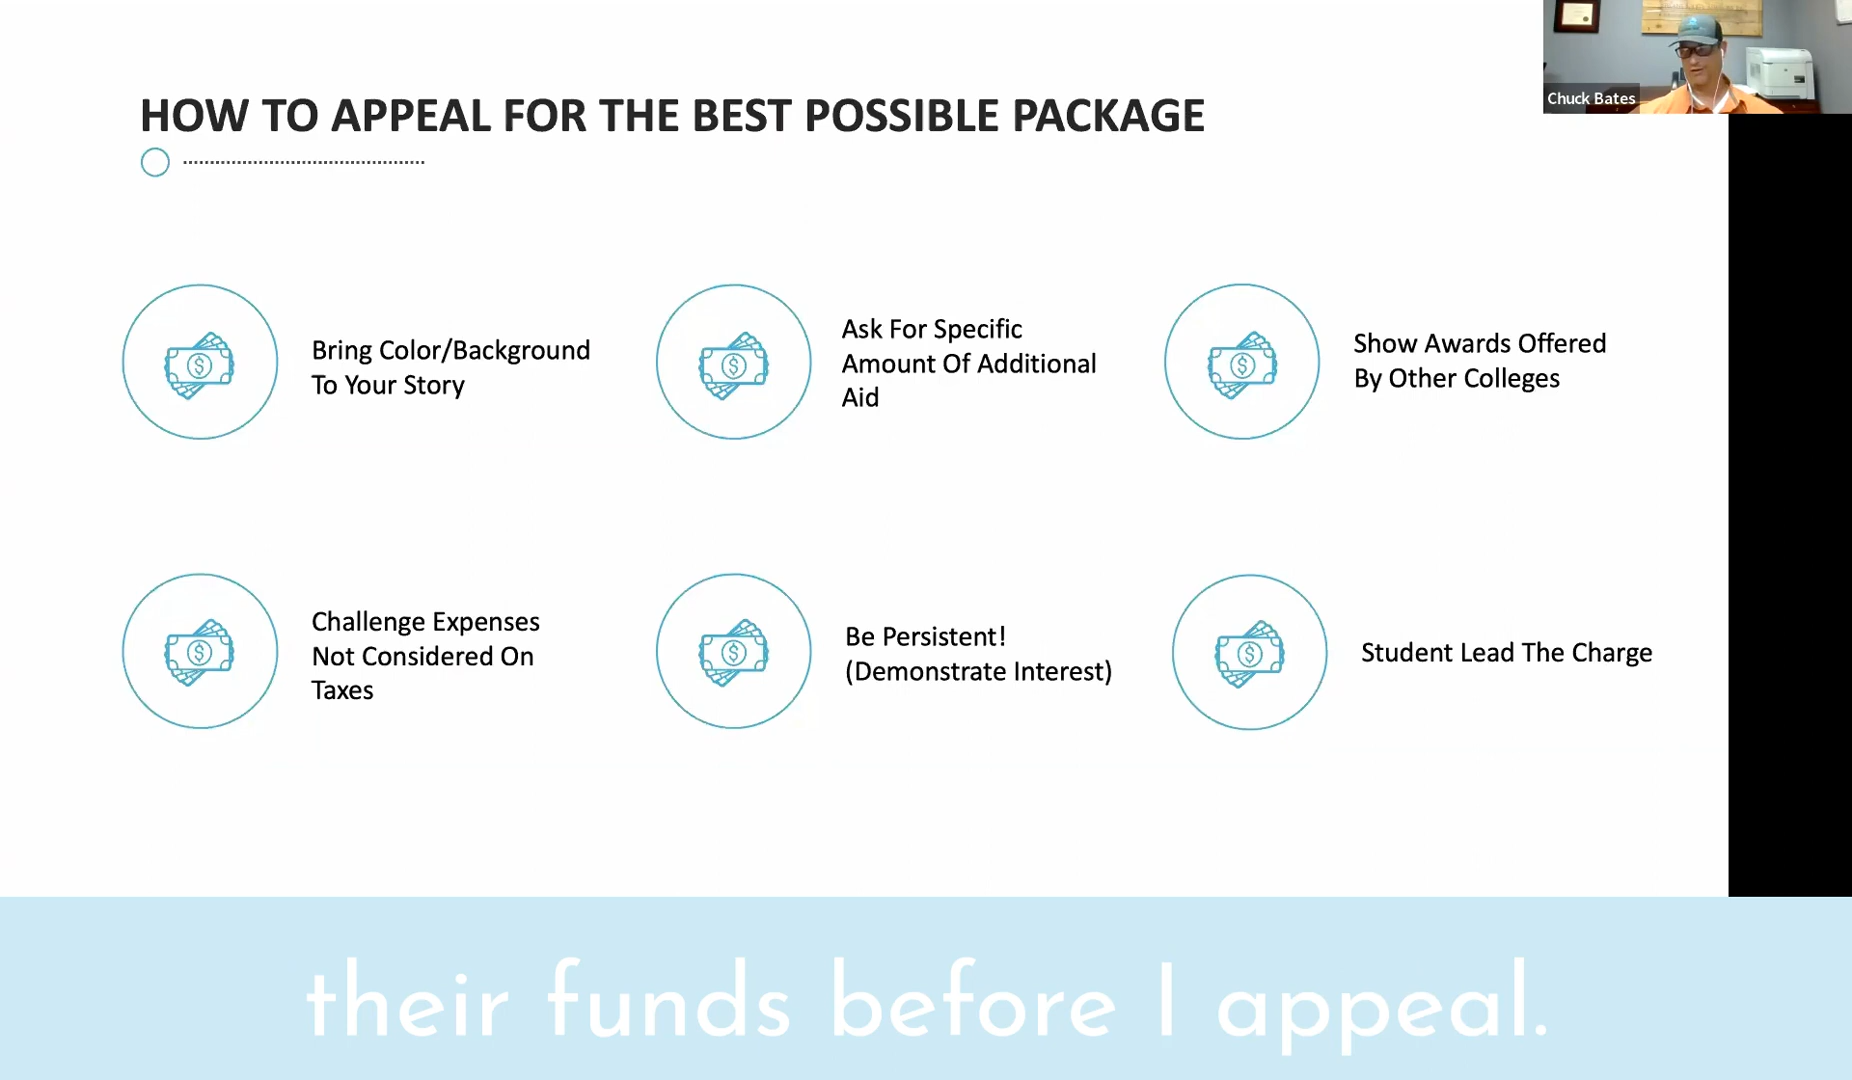 HOW TO APPEAL FOR THE BEST POSSIBLE PACKAGE
Chuck Bates
Bring Color/Background
To Your Story
Ask For Specific
Amount Of Additional
Aid
Show Awards Offered
By Other Colleges
Challenge Expenses
Not Considered On
Taxes
Be Persistent!
(Demonstrate Interest)
Student Lead The Charge
their funds before I appeal.